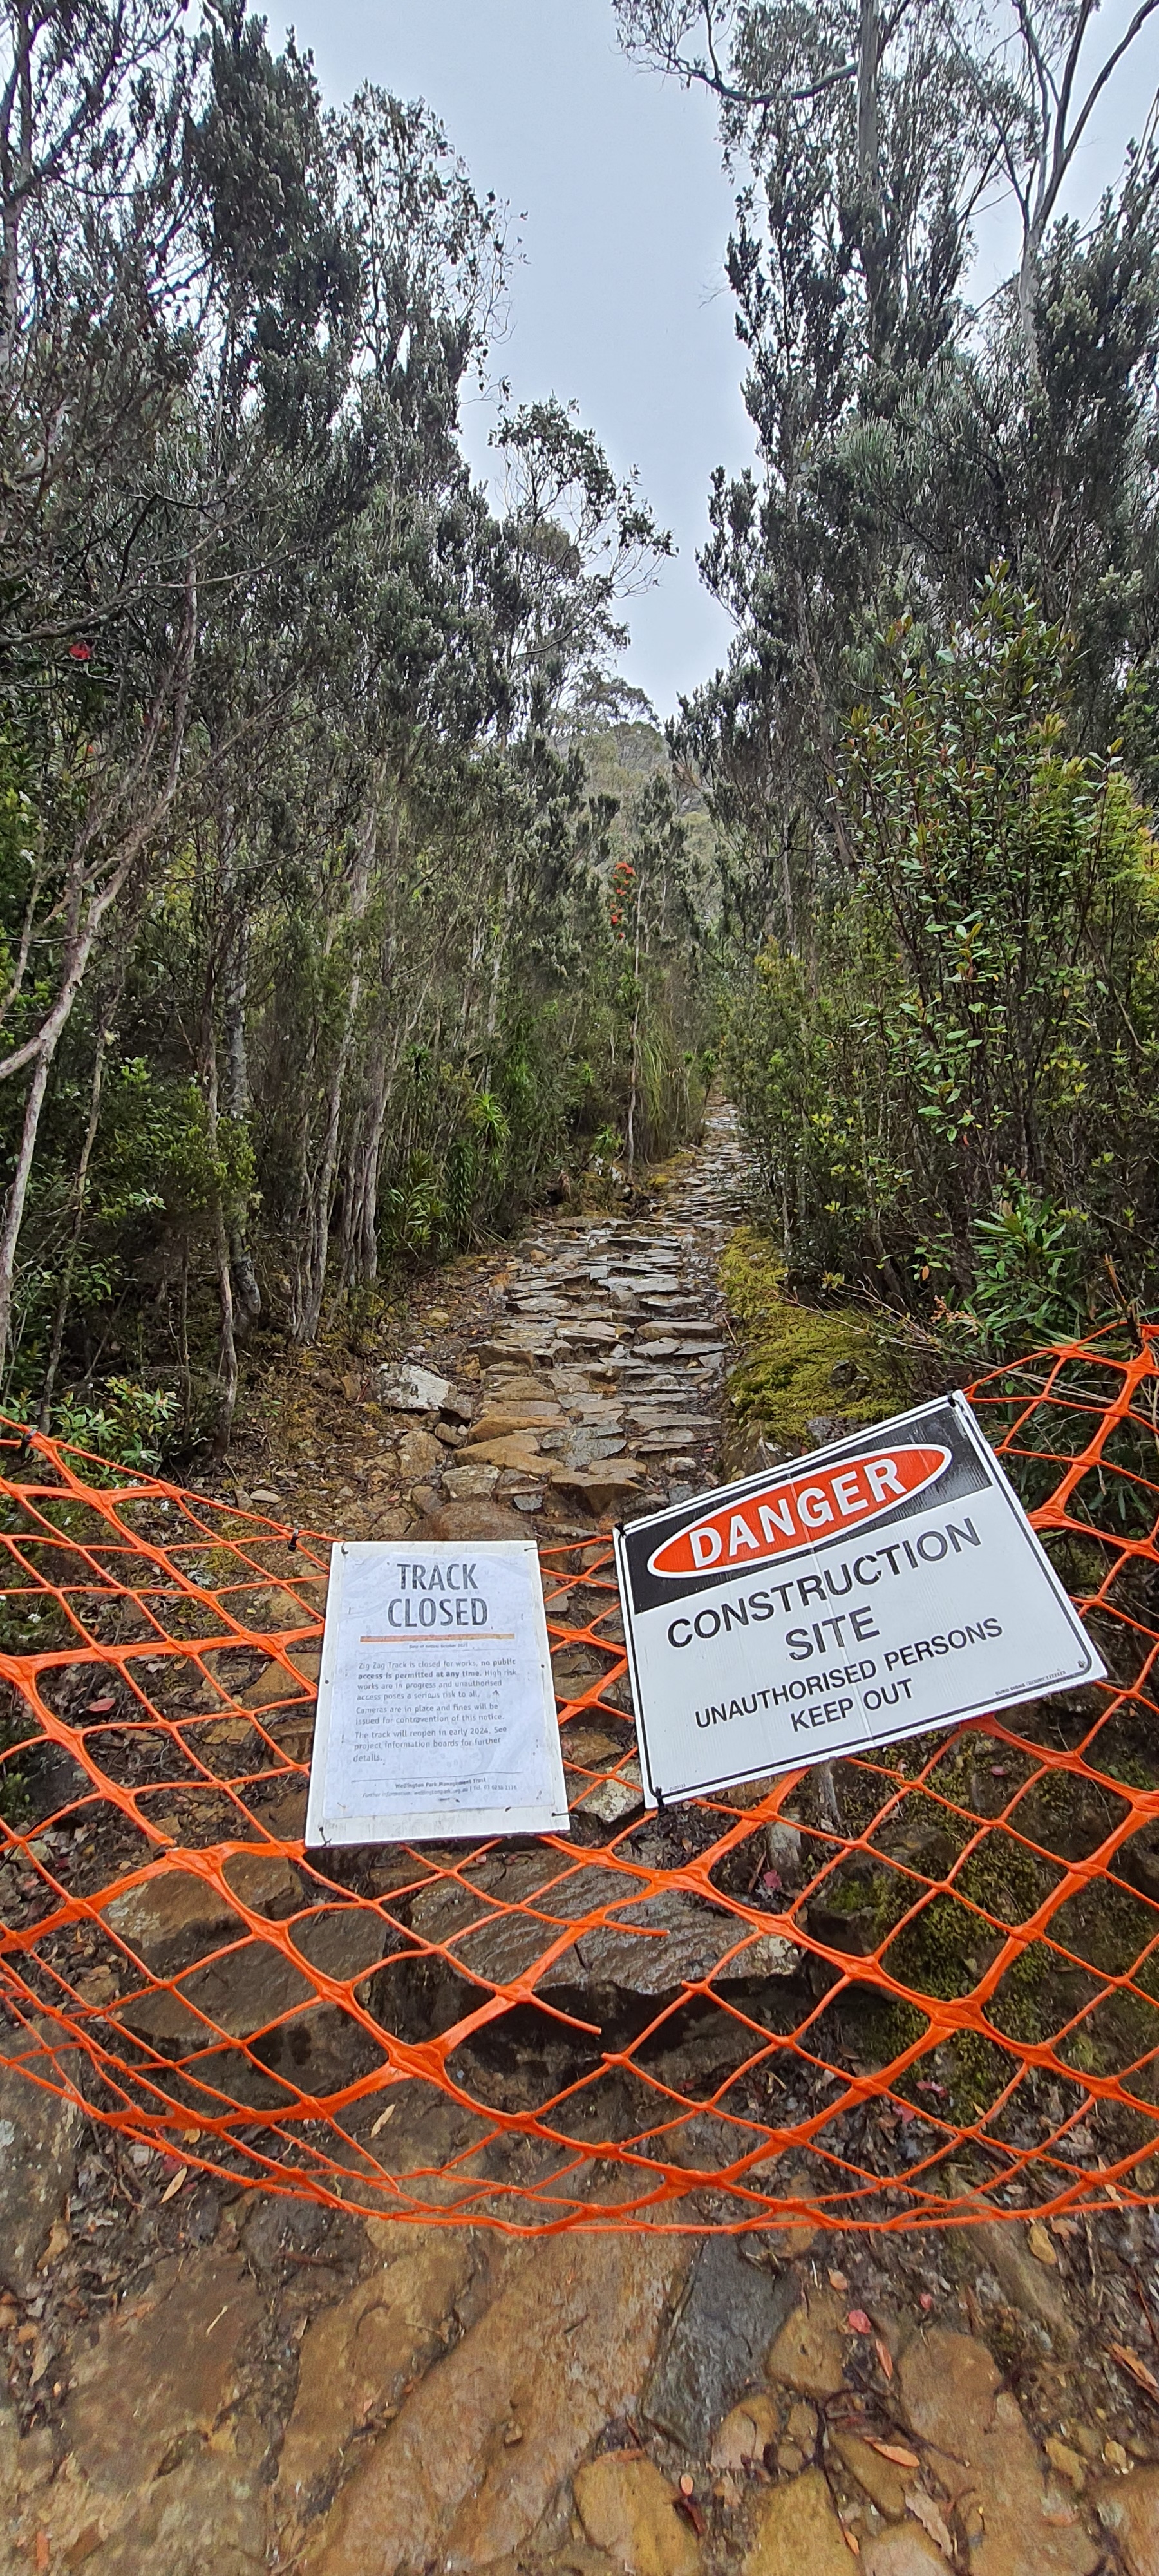 TRACK
CLOSED
Date of notice October 2023
Zig Zag Track is closed for works, no public
access is permitted at any time. High risk
works are in progress and unauthorised
access poses a serious risk to all.
Cameras are in place and fines will be
issued for contravention of this notice.
The track will reopen in early 2024. See
project information boards for further
details.
Wellington Park Management Trust
Further information: wellingtonpark.org.au | Tel.
DANGER
CONSTRUCTION
SITE
UNAUTHORISED PERSONS
KEEP OUT